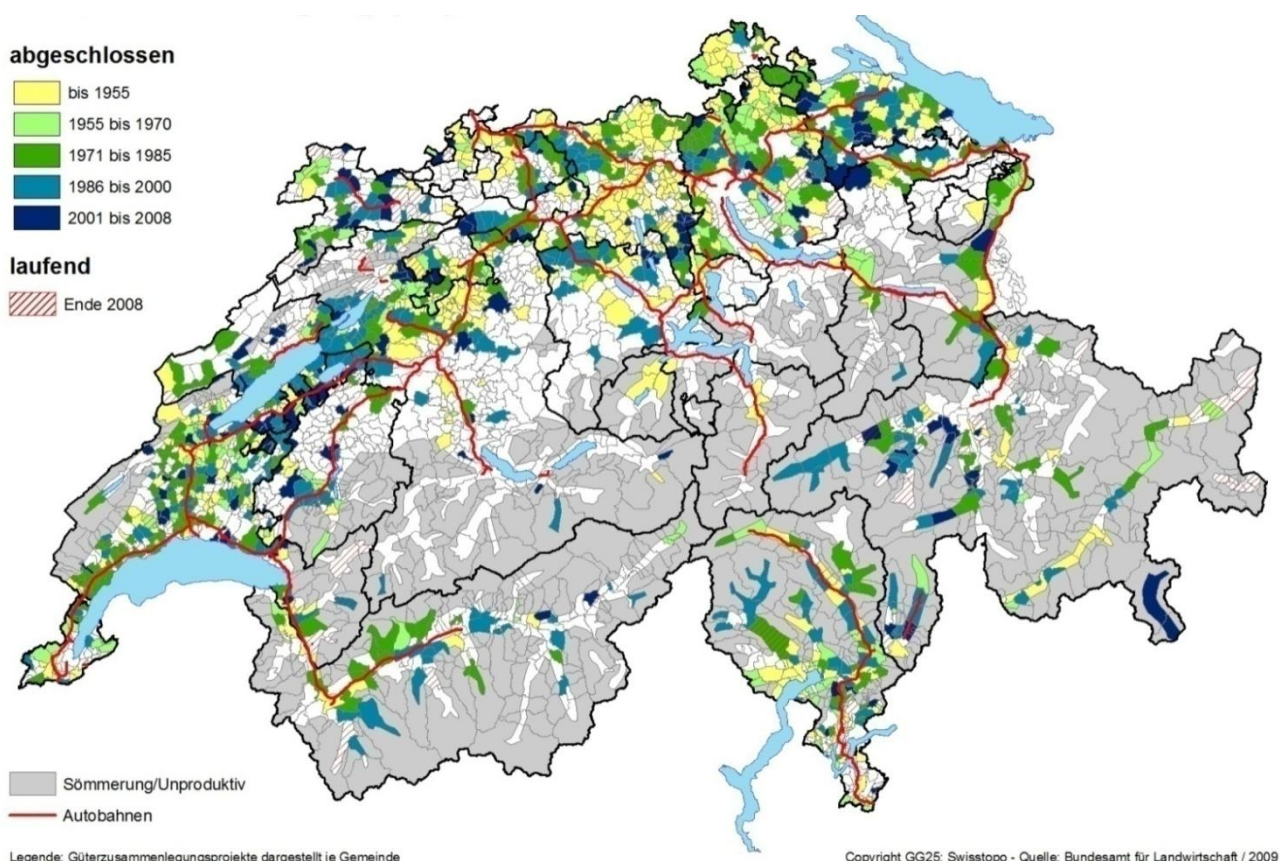 abgeschlossen
bis 1955
1955 bis 1970
1971 bis 1985
1986 bis 2000
2001 bis 2008
laufend
Ende 2008
Sömmerung/Unproduktiv
Autobahnen
Legende: Güterzusammenlegungsprojekte dargestellt je Gemeinde
Copyright GG25: Swisstopo - Quelle: Bundesamt für Landwirtschaft / 2009